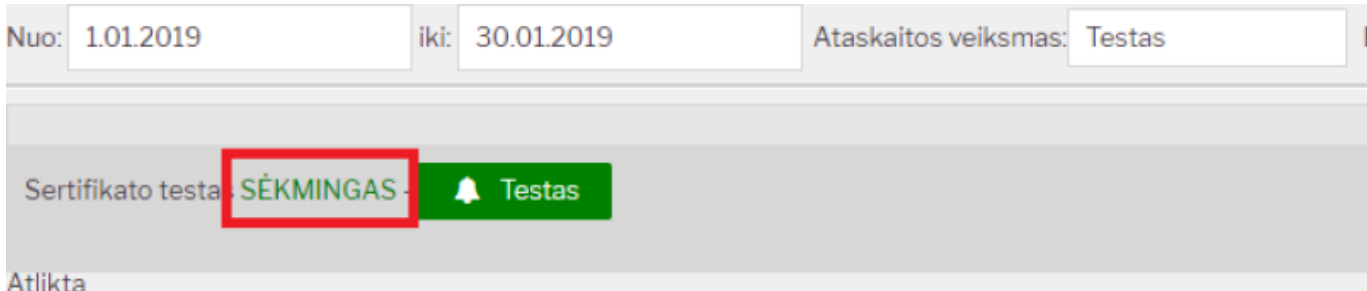 Nuo: 1.01.2019 iki: 30.01.2019 Ataskaitos veiksmas: Testas
Sertifikato testas SĖKMINGAS - Testas
Atlikta